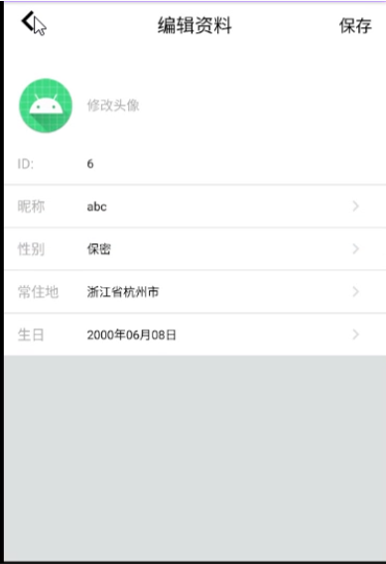 编辑资料 保存
修改头像
ID: 6
昵称 abc
性别 保密
常住地 浙江省杭州市
生日 2000年06月08日